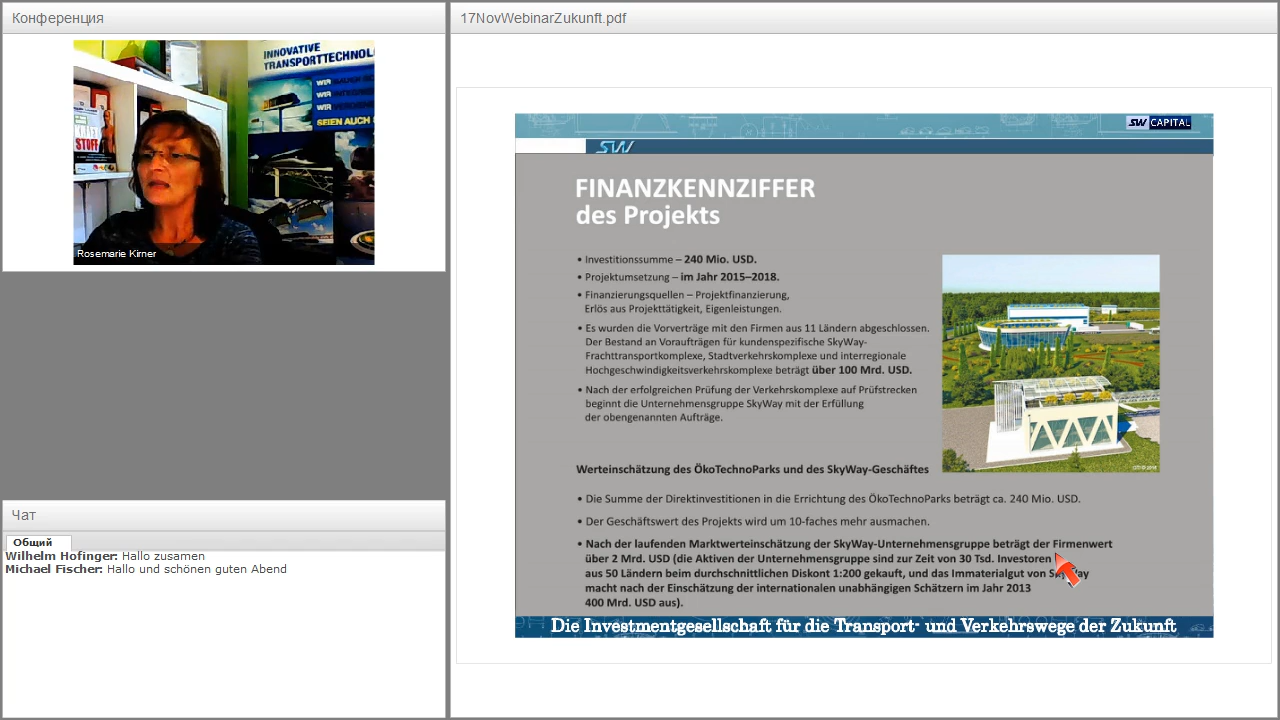 Конференция
INNOVATIVE
TRANSPORTTECHNOL
WIR
WIR
WIR
SEIEN AUCH S
KRAFT
STOFF
Rosemarie Kirner
Чат
Общий
Wilhelm Hofinger: Hallo zusamen
Michael Fischer: Hallo und schönen guten Abend
17NovWebinarZukunft.pdf
SW CAPITAL
SW
FINANZKENNZIFFER
des Projekts
• Investitionssumme – 240 Mio. USD.
• Projektumsetzung – im Jahr 2015–2018.
• Finanzierungsquellen – Projektfinanzierung,
Erlös aus Projekttätigkeit, Eigenleistungen.
• Es wurden die Vorverträge mit den Firmen aus 11 Ländern abgeschlossen.
Der Bestand an Voraufträgen für kundenspezifische SkyWay-
Frachttransportkomplexe, Stadtverkehrskomplexe und interregionale
Hochgeschwindigkeitsverkehrskomplexe beträgt über 100 Mrd. USD.
• Nach der erfolgreichen Prüfung der Verkehrskomplexe auf Prüfstrecken
beginnt die Unternehmensgruppe SkyWay mit der Erfüllung
der obengenannten Aufträge.
Werteinschätzung des ÖkoTechnoParks und des SkyWay-Geschäftes
• Die Summe der Direktinvestitionen in die Errichtung des ÖkoTechnoParks beträgt ca. 240 Mio. USD.
• Der Geschäftswert des Projekts wird um 10-faches mehr ausmachen.
• Nach der laufenden Marktwerteinschätzung der SkyWay-Unternehmensgruppe beträgt der Firmenwert
über 2 Mrd. USD (die Aktiven der Unternehmensgruppe sind zur Zeit von 30 Tsd. Investoren
aus 50 Ländern beim durchschnittlichen Diskont 1:200 gekauft, und das Immaterialgut von SkyWay
macht nach der Einschätzung der internationalen unabhängigen Schätzern im Jahr 2013
400 Mrd. USD aus).
Die Investmentgesellschaft für die Transport- und Verkehrswege der Zukunft